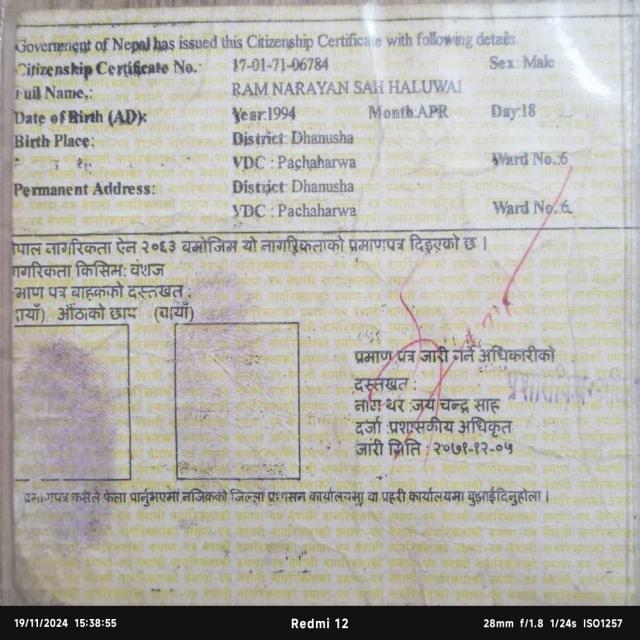 Government of Nepal has issued this Citizenship Certificate with following details.
Citizenship Certificate No.: 17-01-71-06784 Sex: Male
Full Name,: RAM NARAYAN SAH HALUWAI
Date of Birth (AD): Year:1994 Month:APR Day:18
Birth Place: District: Dhanusha
VDC : Pachaharwa Ward No.:6
Permanent Address: District: Dhanusha
VDC : Pachaharwa Ward No.:6
नेपाल नागरिकता ऐन २०६३ बमोजिम यो नागरिकताको प्रमाणपत्र दिइएको छ ।
नागरिकता किसिम: वंशज
प्रमाण पत्र बाहकको दस्तखत :
(दायाँ) औंठाको छाप (बायाँ)
प्रमाण पत्र जारी गर्ने अधिकारीको
दस्तखत :
नाम थर :जय चन्द्र साह
दर्जा :प्रशासकीय अधिकृत
जारी मिति : २०७१-१२-०५
प्रमाणपत्र कसैले फेला पार्नुभएमा नजिकको जिल्ला प्रशासन कार्यालयमा वा प्रहरी कार्यालयमा बुझाईदिनुहोला ।
19/11/2024 15:38:55 Redmi 12 28mm f/1.8 1/24s ISO1257